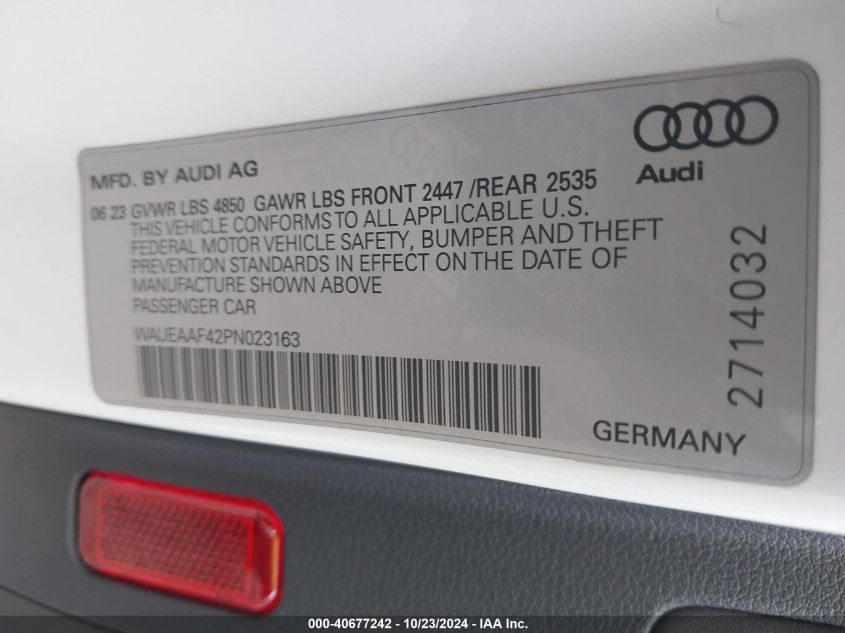 Audi
MFD. BY AUDI AG
06 23 GVWR LBS 4850 GAWR LBS FRONT 2447 /REAR 2535
THIS VEHICLE CONFORMS TO ALL APPLICABLE U.S.
FEDERAL MOTOR VEHICLE SAFETY, BUMPER AND THEFT
PREVENTION STANDARDS IN EFFECT ON THE DATE OF
MANUFACTURE SHOWN ABOVE
PASSENGER CAR
WAUEAAF42PN023163
2714032
GERMANY
000-40677242 - 10/23/2024 - IAA Inc.